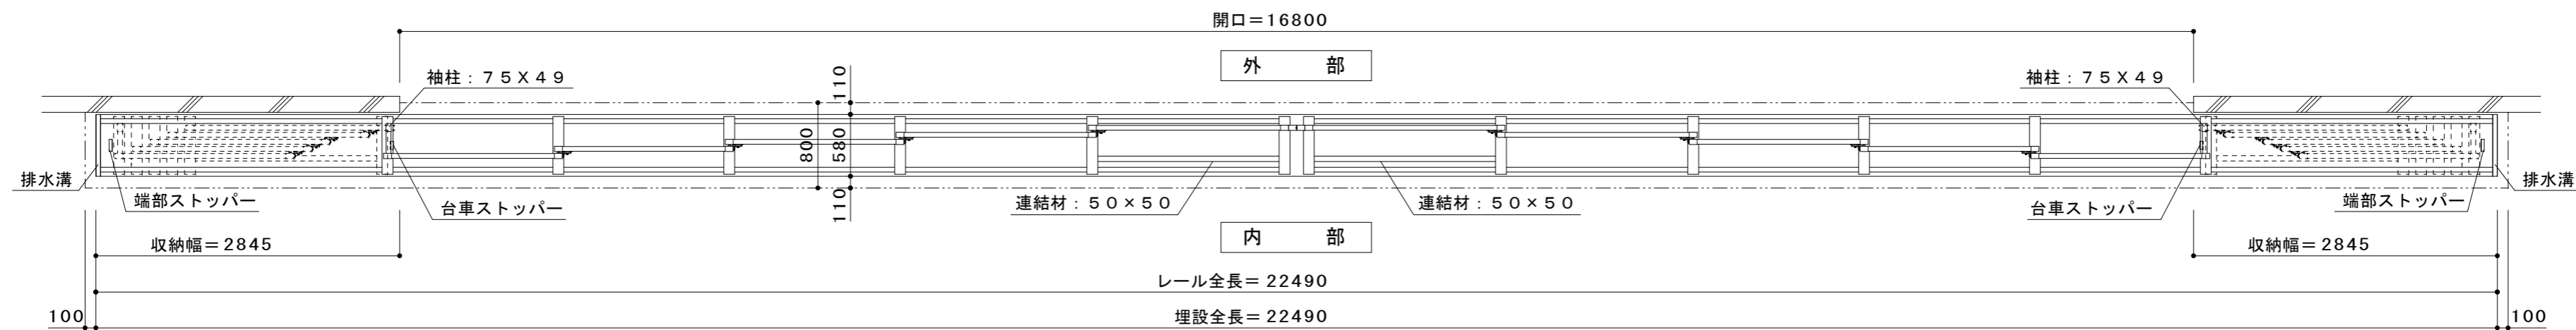 開口=16800
外　部
袖柱：７５Ｘ４９
袖柱：７５Ｘ４９
110
800
580
110
排水溝
端部ストッパー
台車ストッパー
連結材：５０×５０
連結材：５０×５０
台車ストッパー
端部ストッパー
排水溝
内　部
収納幅=2845
収納幅=2845
レール全長=22490
100
埋設全長=22490
100